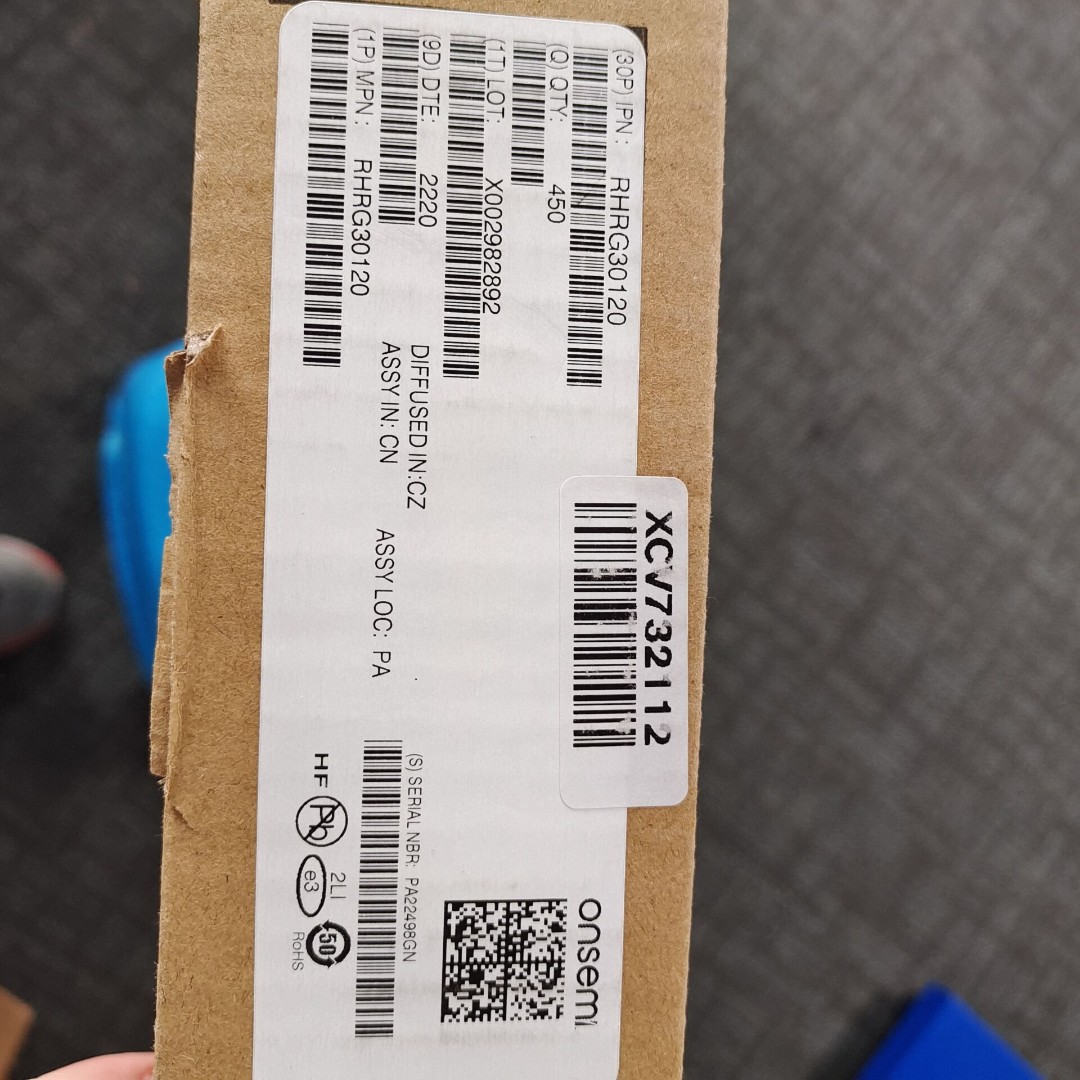 (30P) IPN: RHRG30120
(Q) QTY: 450
(1T) LOT: X002982892
(9D) DTE: 2220
DIFFUSED IN:CZ
(1P) MPN: RHRG30120
ASSY IN: CN
ASSY LOC: PA
XCV732112
onsemi
(S) SERIAL NBR: PA22498GN
HF
Pb
2LI
e3
50
RoHS